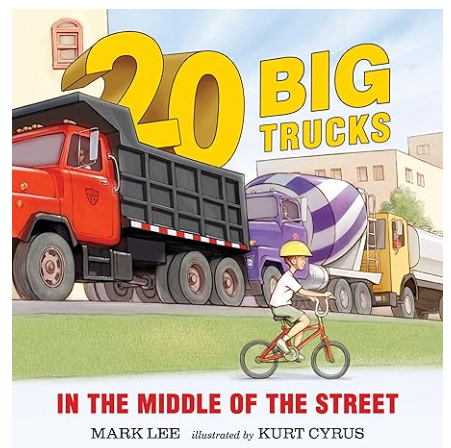 20 BIG
TRUCKS
IN THE MIDDLE OF THE STREET
MARK LEE illustrated by KURT CYRUS